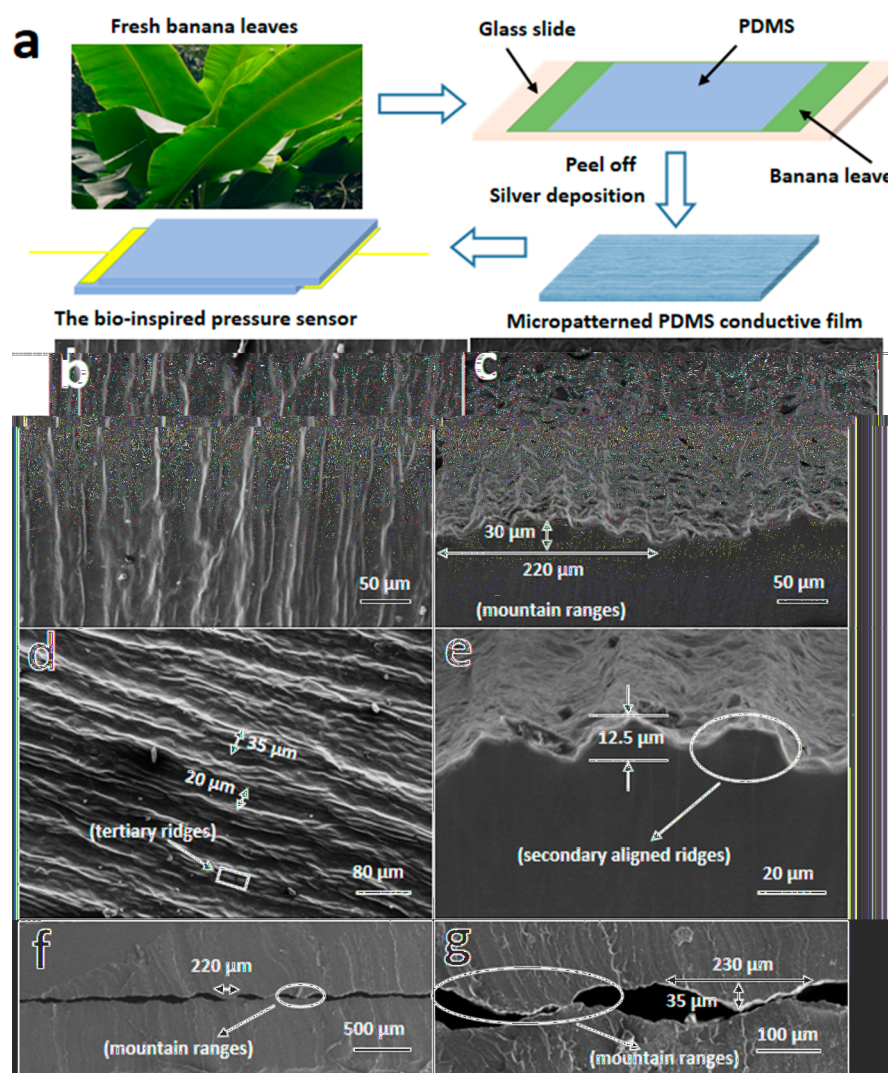 a
Fresh banana leaves
Glass slide
PDMS
Peel off
Silver deposition
Banana leave
The bio-inspired pressure sensor
Micropatterned PDMS conductive film
b
c
50 μm
30 μm
220 μm
50 μm
(mountain ranges)
d
35 μm
20 μm
(tertiary ridges)
80 μm
e
12.5 μm
(secondary aligned ridges)
20 μm
f
220 μm
(mountain ranges)
500 μm
g
230 μm
35 μm
100 μm
(mountain ranges)